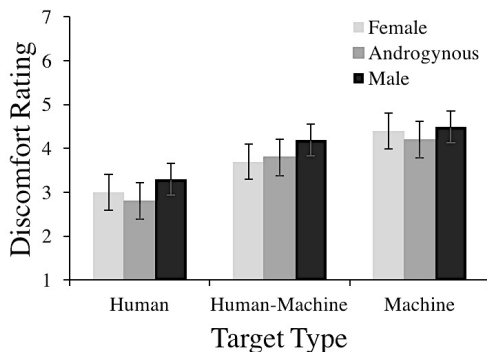 7
6
5
4
3
2
1
Discomfort Rating
Female
Androgynous
Male
Human
Human-Machine
Machine
Target Type